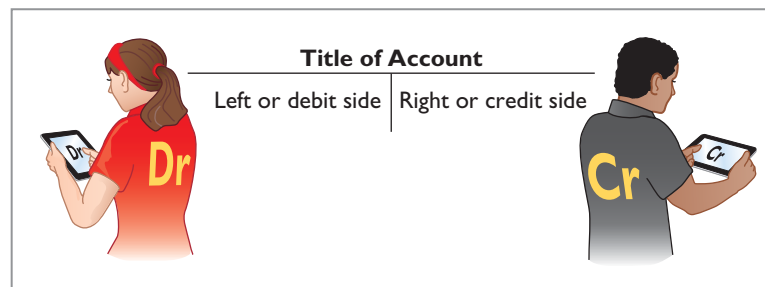 Title of Account
Left or debit side Right or credit side
Dr
Dr
Cr
Cr